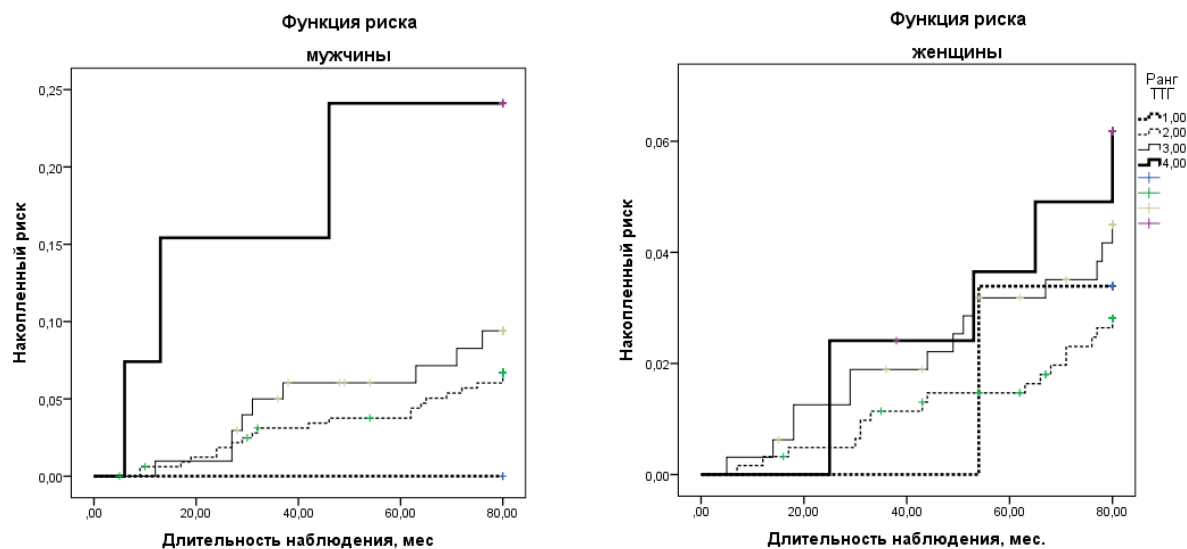 Функция риска
мужчины
0,25
0,20
0,15
0,10
0,05
0,00
Накопленный риск
,00 20,00 40,00 60,00 80,00
Длительность наблюдения, мес
Функция риска
женщины
0,06
0,04
0,02
0,00
Накопленный риск
,00 20,00 40,00 60,00 80,00
Длительность наблюдения, мес.
Ранг
ТТГ
1,00
2,00
3,00
4,00